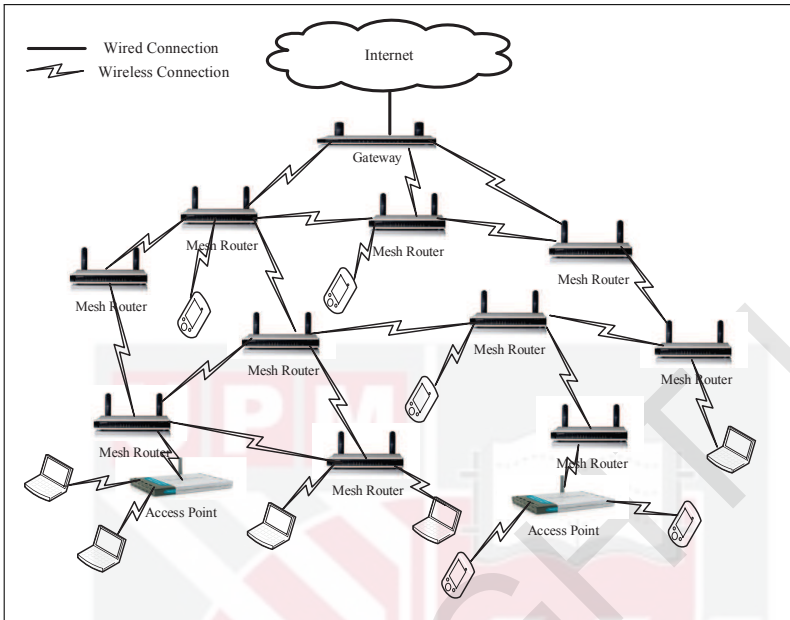 Internet
Wired Connection
Wireless Connection
Gateway
Mesh Router
Mesh Router
Mesh Router
Mesh Router
Mesh Router
Mesh Router
Mesh Router
Mesh Router
Mesh Router
Mesh Router
Access Point
Access Point
UPM